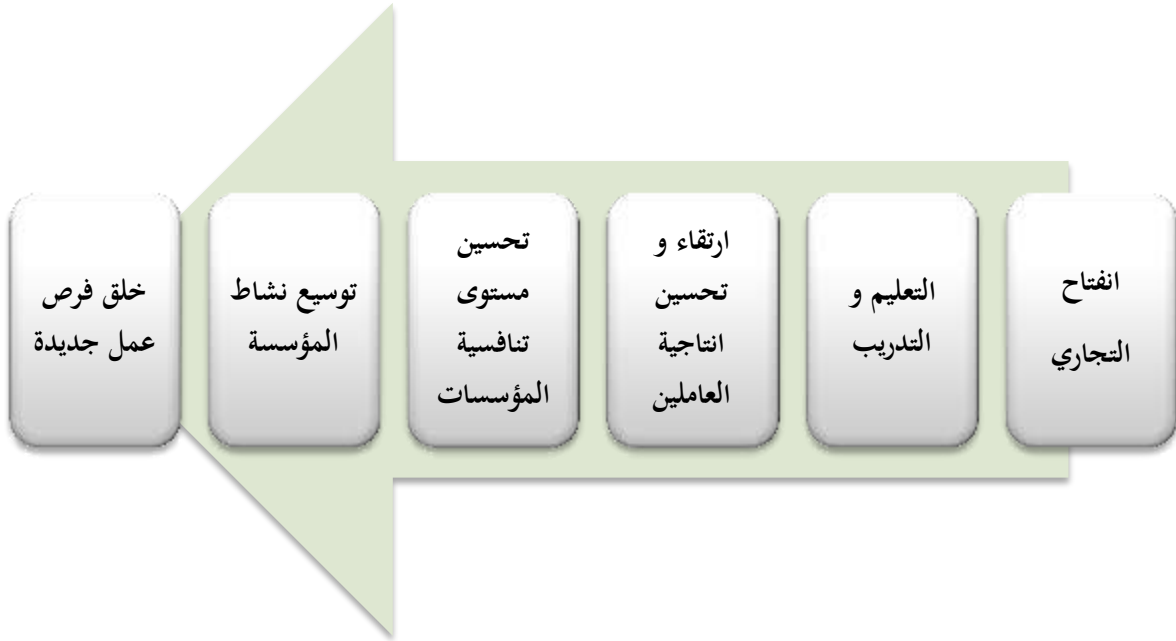 انفتاح
التجاري
التعليم و
التدريب
ارتقاء و
تحسين
انتاجية
العاملين
تحسين
مستوى
تنافسية
المؤسسات
توسيع نشاط
المؤسسة
خلق فرص
عمل جديدة